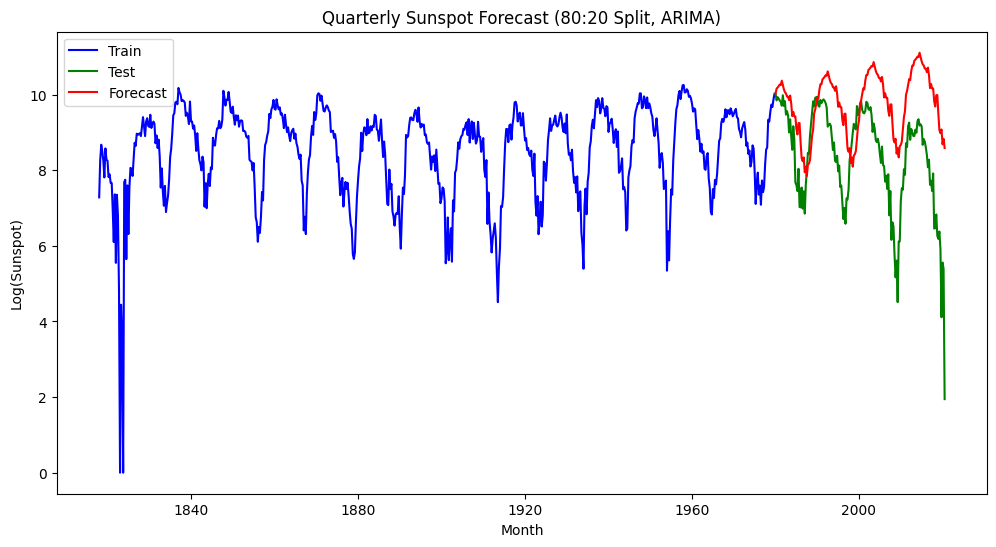 Quarterly Sunspot Forecast (80:20 Split, ARIMA)
Train
Test
Forecast
Log(Sunspot)
10
8
6
4
2
0
1840
1880
1920
1960
2000
Month